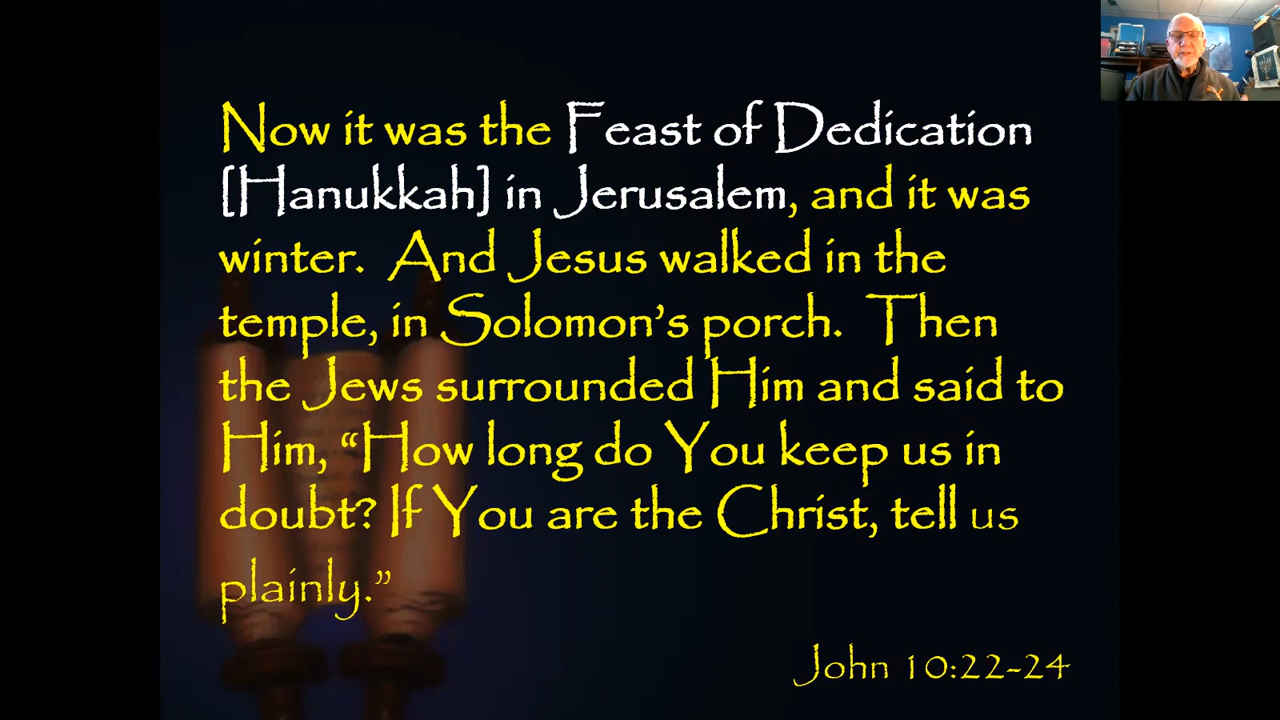 Now it was the Feast of Dedication
[Hanukkah] in Jerusalem, and it was
winter. And Jesus walked in the
temple, in Solomon’s porch. Then
the Jews surrounded Him and said to
Him, “How long do You keep us in
doubt? If You are the Christ, tell us
plainly.”
John 10:22-24